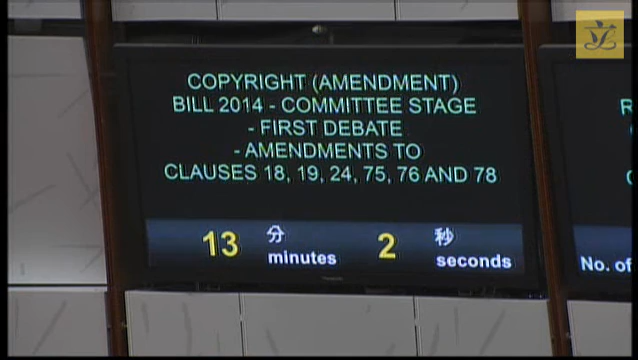 立
COPYRIGHT (AMENDMENT)
BILL 2014 - COMMITTEE STAGE
- FIRST DEBATE
- AMENDMENTS TO
CLAUSES 18, 19, 24, 75, 76 AND 78
13 分 minutes 2 秒 seconds
No. of